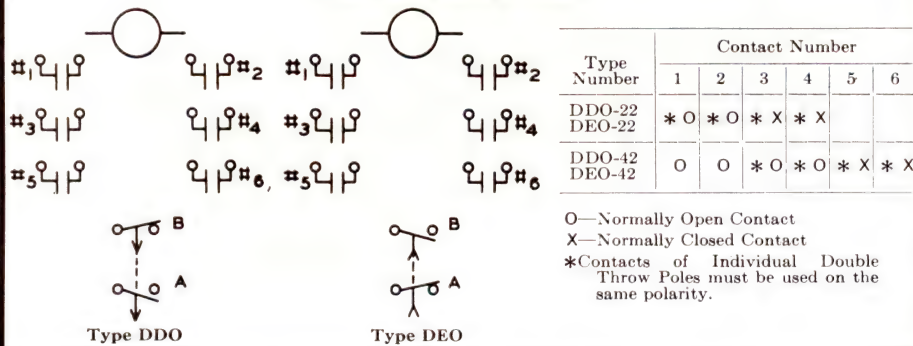 #1 #2 #1 #2
#3 #4 #3 #4
#5 #6, #5 #6
B B
A A
Type DDO Type DEO
Type Number Contact Number
1 2 3 4 5 6
DDO-22
DEO-22 * O * O * X * X
DDO-42
DEO-42 O O * O * O * X * X
O—Normally Open Contact
X—Normally Closed Contact
*Contacts of Individual Double
Throw Poles must be used on the
same polarity.